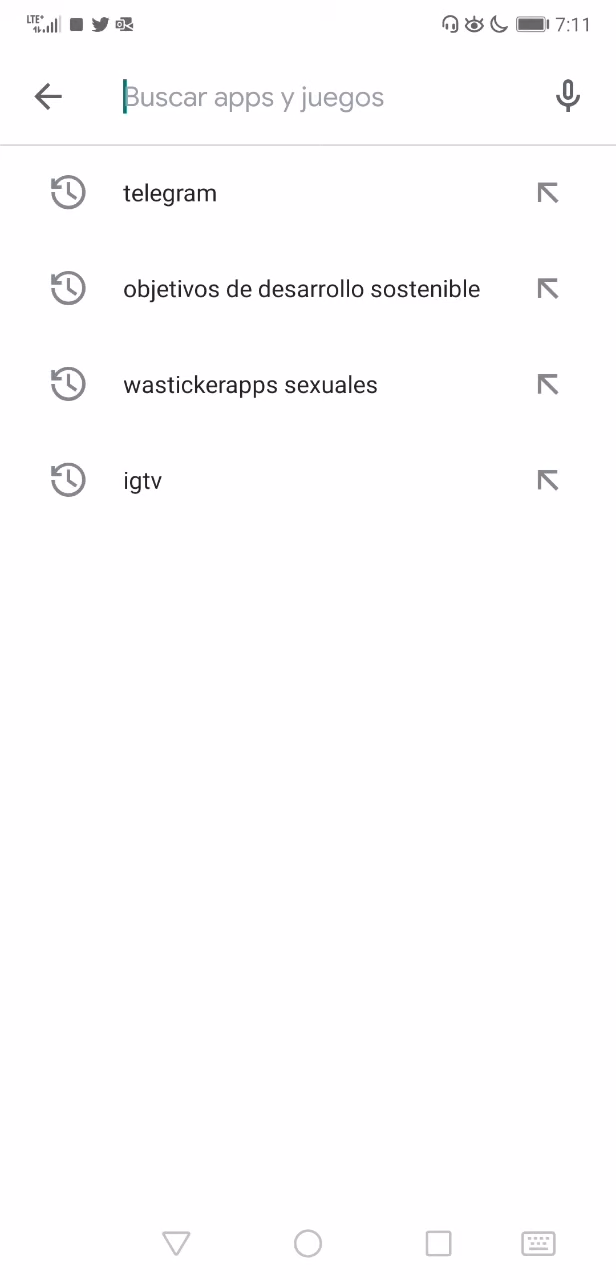 LTE+ 7:11
Buscar apps y juegos
telegram
objetivos de desarrollo sostenible
wastickerapps sexuales
igtv